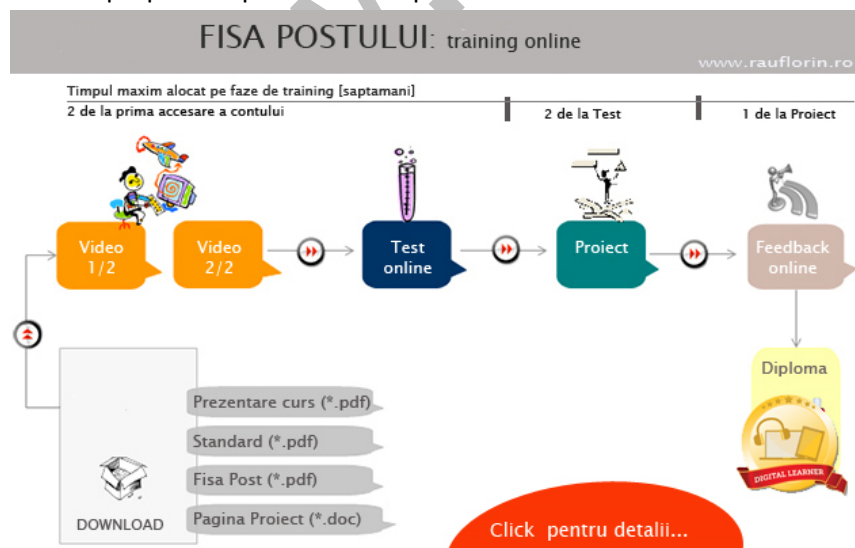 FISA POSTULUI: training online
www.rauflorin.ro
Timpul maxim alocat pe faze de training [saptamani]
2 de la prima accesare a contului
2 de la Test
1 de la Proiect
Video
1/2
Video
2/2
Test
online
Proiect
Feedback
online
Diploma
DIGITAL LEARNER
Prezentare curs (*.pdf)
Standard (*.pdf)
Fisa Post (*.pdf)
Pagina Proiect (*.doc)
DOWNLOAD
Click pentru detalii...